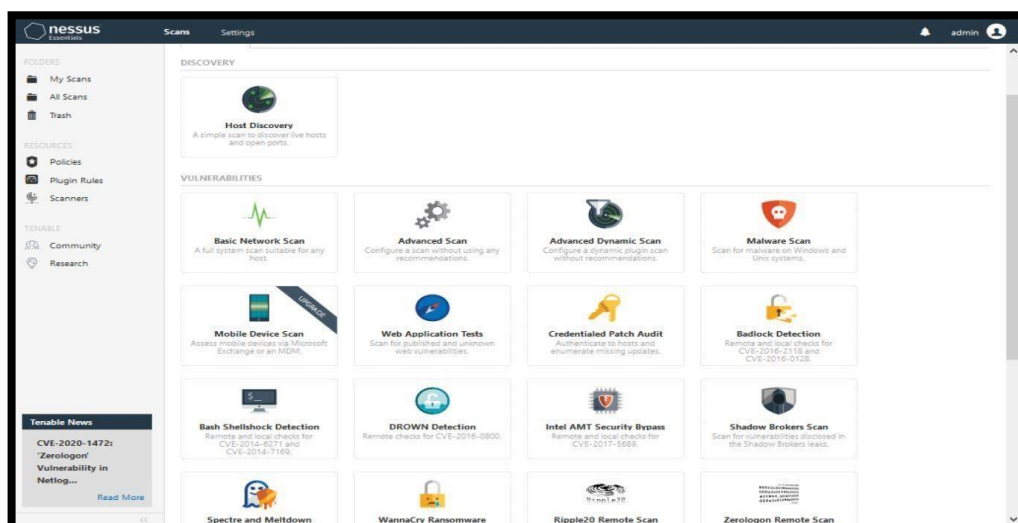 nessus
Essentials
Scans
Settings
admin
FOLDERS
My Scans
All Scans
Trash
RESOURCES
Policies
Plugin Rules
Scanners
TENABLE
Community
Research
Tenable News
CVE-2020-1472:
'Zerologon'
Vulnerability in
Netlog...
Read More
DISCOVERY
Host Discovery
A simple scan to discover live hosts
and open ports.
VULNERABILITIES
Basic Network Scan
A full system scan suitable for any
host.
Advanced Scan
Configure a scan without using any
recommendations.
Advanced Dynamic Scan
Configure a dynamic plugin scan
without recommendations.
Malware Scan
Scan for malware on Windows and
Unix systems.
UPGRADE
Mobile Device Scan
Assess mobile devices via Microsoft
Exchange or an MDM.
Web Application Tests
Scan for published and unknown
web vulnerabilities.
Credentialed Patch Audit
Authenticate to hosts and
enumerate missing updates.
Badlock Detection
Remote and local checks for
CVE-2016-2118 and
CVE-2016-0128.
Bash Shellshock Detection
Remote and local checks for
CVE-2014-6271 and
CVE-2014-7169.
DROWN Detection
Remote checks for CVE-2016-0800.
Intel AMT Security Bypass
Remote and local checks for
CVE-2017-5689.
Shadow Brokers Scan
Scan for vulnerabilities disclosed in
the Shadow Brokers leaks.
Spectre and Meltdown
WannaCry Ransomware
Ripple20
Ripple20 Remote Scan
Zerologon Remote Scan